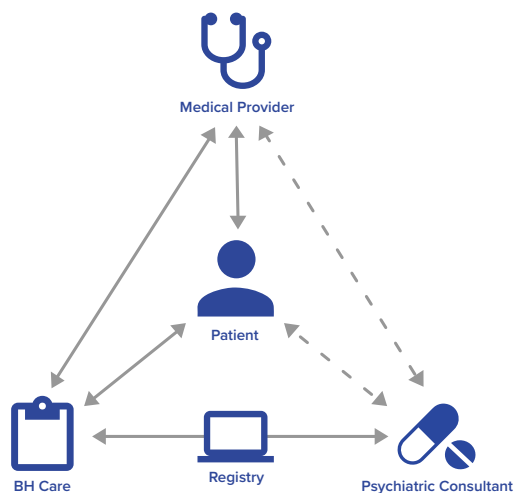 Medical Provider
Patient
BH Care
Registry
Psychiatric Consultant